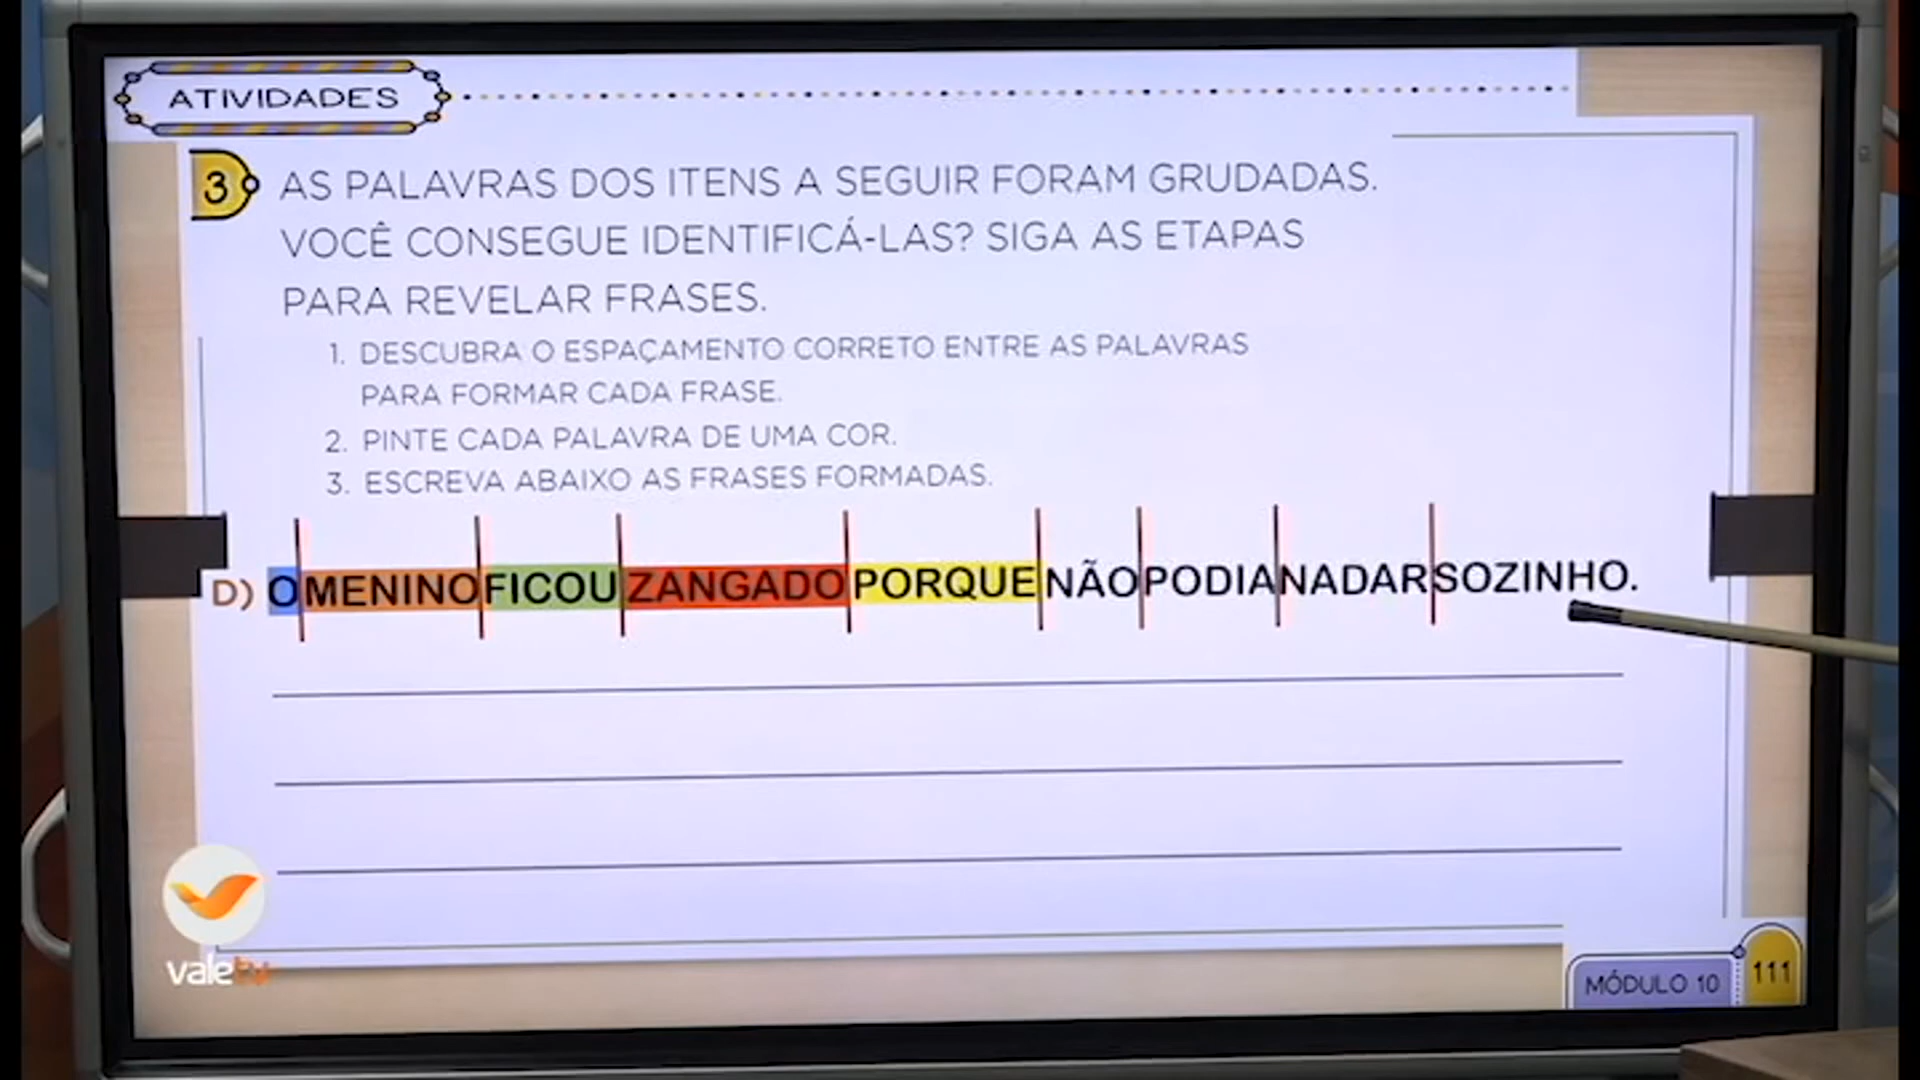 ATIVIDADES
3 AS PALAVRAS DOS ITENS A SEGUIR FORAM GRUDADAS.
VOCÊ CONSEGUE IDENTIFICÁ-LAS? SIGA AS ETAPAS
PARA REVELAR FRASES.
1. DESCUBRA O ESPAÇAMENTO CORRETO ENTRE AS PALAVRAS
PARA FORMAR CADA FRASE.
2. PINTE CADA PALAVRA DE UMA COR.
3. ESCREVA ABAIXO AS FRASES FORMADAS.
D) OMENINOFICOUZANGADOPORQUENÃOPODIANADARSOZINHO.
valetv
MÓDULO 10 111